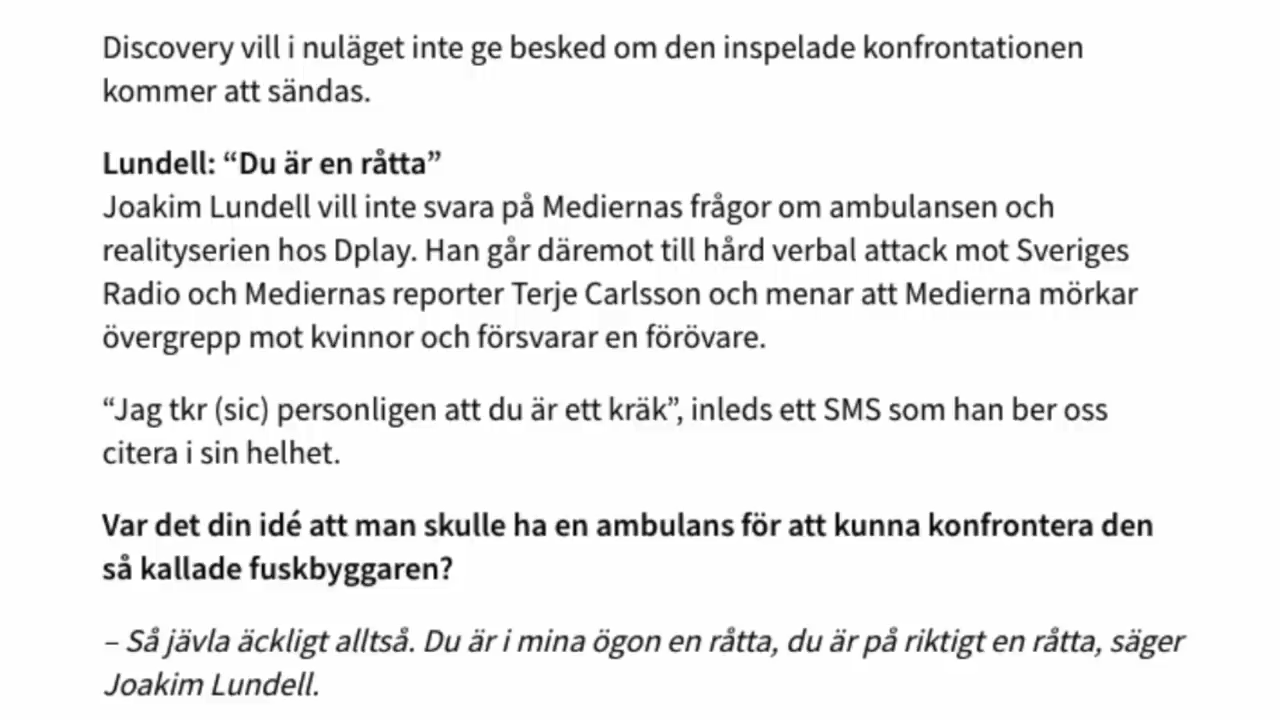 Discovery vill i nuläget inte ge besked om den inspelade konfrontationen
kommer att sändas.
Lundell: “Du är en råtta”
Joakim Lundell vill inte svara på Mediernas frågor om ambulansen och
realityserien hos Dplay. Han går däremot till hård verbal attack mot Sveriges
Radio och Mediernas reporter Terje Carlsson och menar att Medierna mörkar
övergrepp mot kvinnor och försvarar en förövare.
“Jag tkr (sic) personligen att du är ett kräk”, inleds ett SMS som han ber oss
citera i sin helhet.
Var det din idé att man skulle ha en ambulans för att kunna konfrontera den
så kallade fuskbyggaren?
– Så jävla äckligt alltså. Du är i mina ögon en råtta, du är på riktigt en råtta, säger
Joakim Lundell.